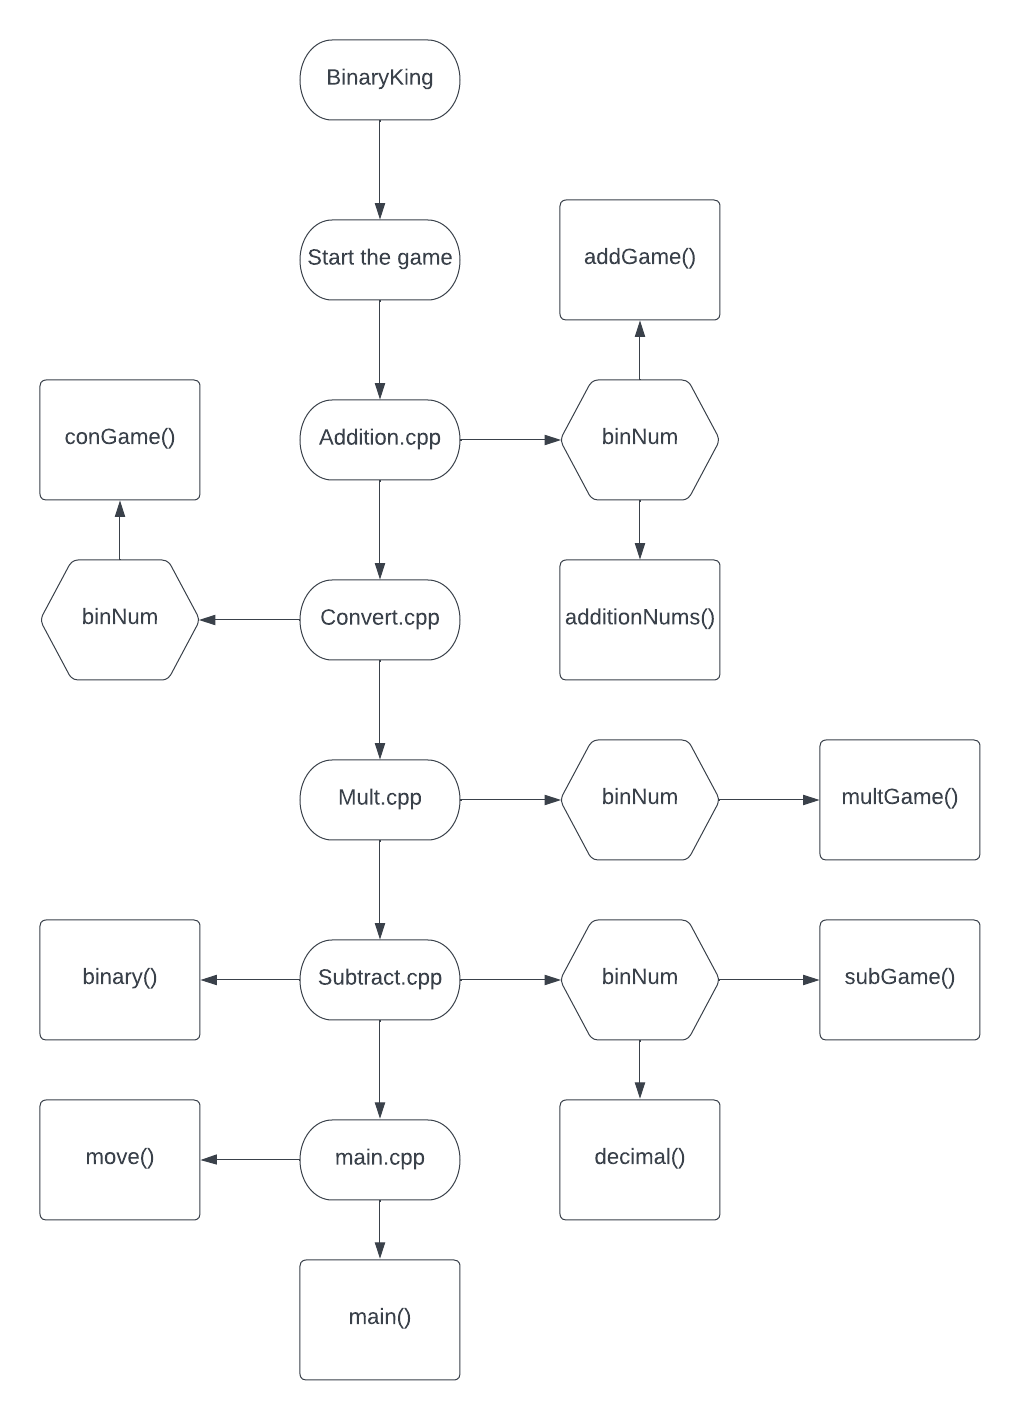 BinaryKing
Start the game
addGame()
conGame()
Addition.cpp
binNum
binNum
Convert.cpp
additionNums()
Mult.cpp
binNum
multGame()
binary()
Subtract.cpp
binNum
subGame()
move()
main.cpp
decimal()
main()